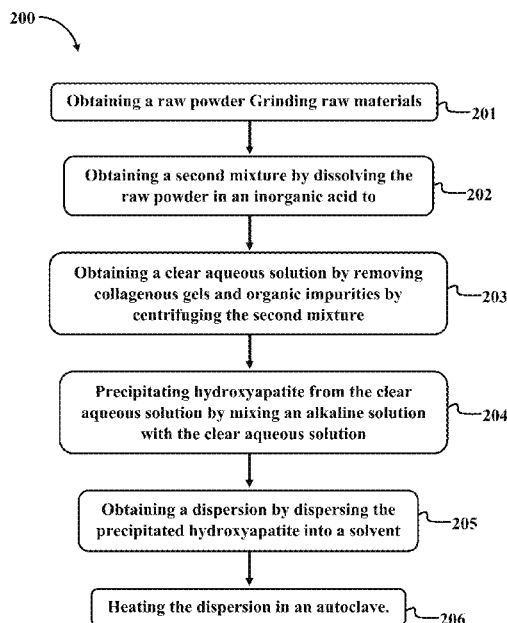 200
Obtaining a raw powder Grinding raw materials
201
Obtaining a second mixture by dissolving the
raw powder in an inorganic acid to
202
Obtaining a clear aqueous solution by removing
collagenous gels and organic impurities by
centrifuging the second mixture
203
Precipitating hydroxyapatite from the clear
aqueous solution by mixing an alkaline solution
with the clear aqueous solution
204
Obtaining a dispersion by dispersing the
precipitated hydroxyapatite into a solvent
205
Heating the dispersion in an autoclave.
206